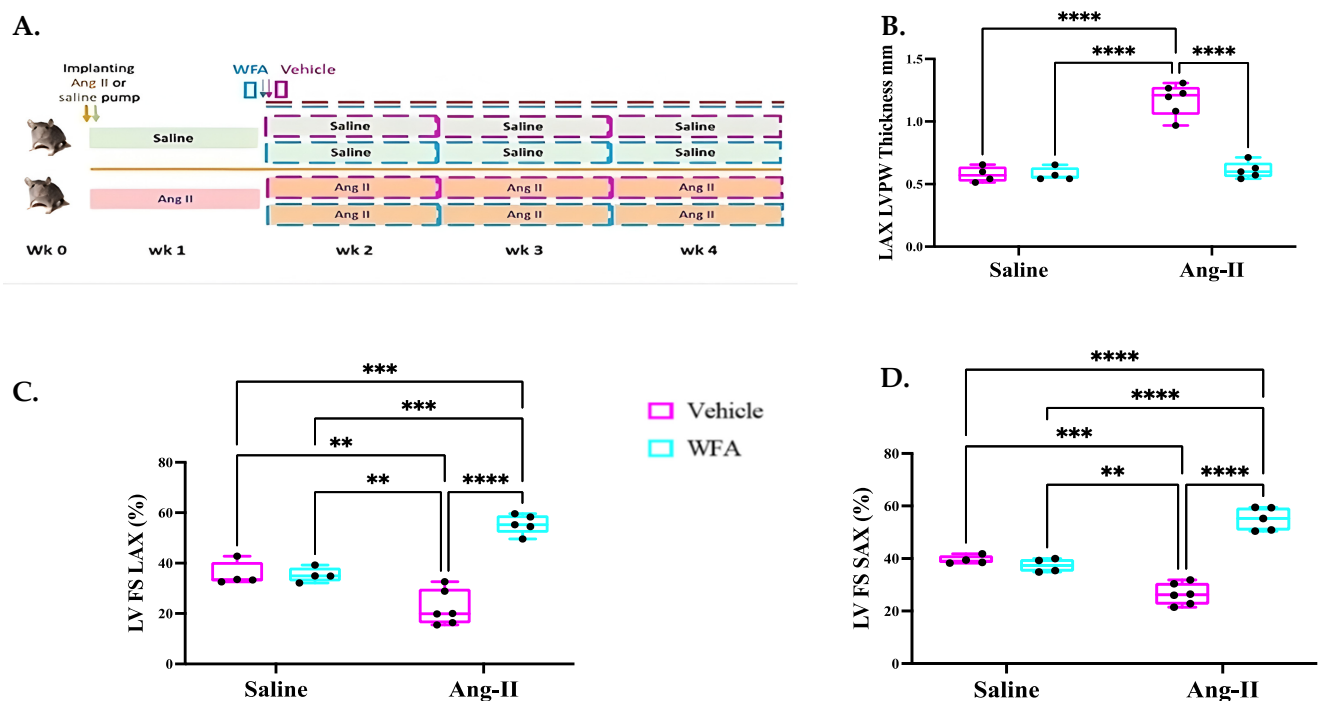 A.
Implanting
Ang II or
saline pump
WFA
Vehicle
Saline
Saline
Saline
Saline
Saline
Saline
Saline
Ang II
Ang II
Ang II
Ang II
Ang II
Ang II
Ang II
Wk 0
wk 1
wk 2
wk 3
wk 4
B.
LAX LVPW Thickness mm
1.5
1.0
0.5
0.0
****
****
****
Saline
Ang-II
C.
LV FS LAX (%)
80
60
40
20
0
***
***
**
**
****
Saline
Ang-II
Vehicle
WFA
D.
LV FS SAX (%)
80
60
40
20
0
****
****
***
**
****
Saline
Ang-II